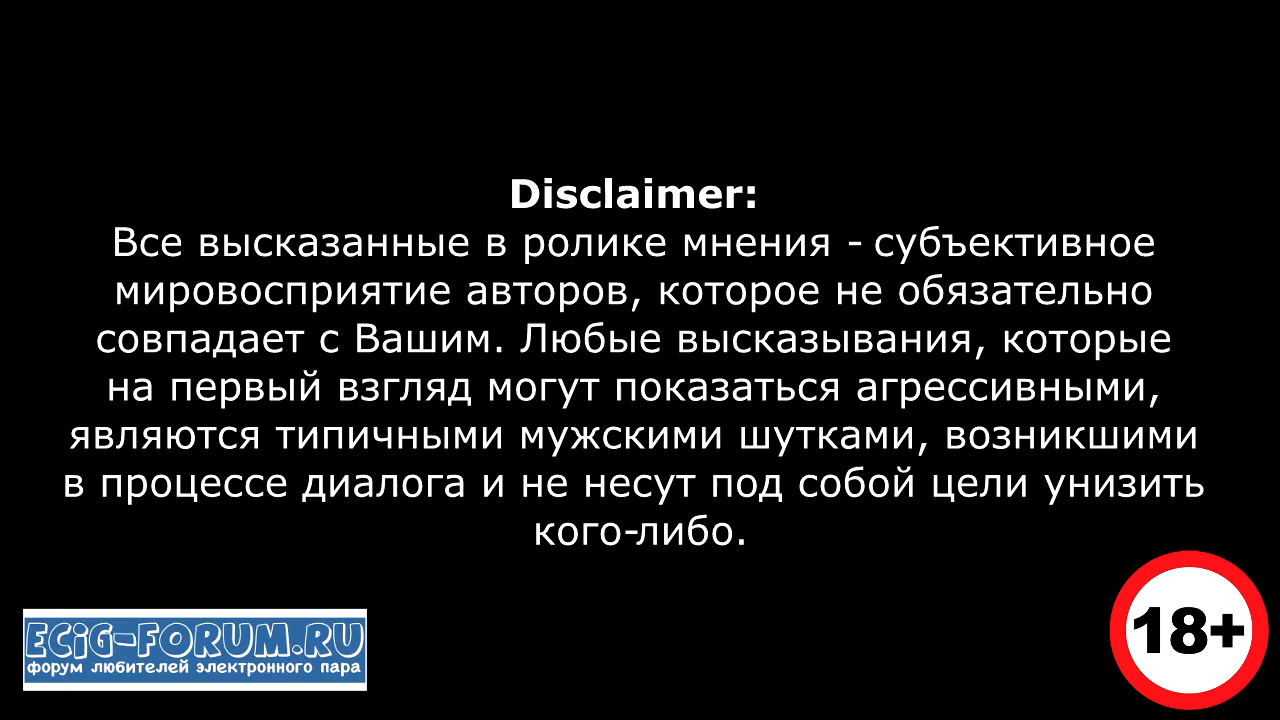 Disclaimer:
Все высказанные в ролике мнения - субъективное
мировосприятие авторов, которое не обязательно
совпадает с Вашим. Любые высказывания, которые
на первый взгляд могут показаться агрессивными,
являются типичными мужскими шутками, возникшими
в процессе диалога и не несут под собой цели унизить
кого-либо.
ECiG-FORUM.RU
форум любителей электронного пара
18+